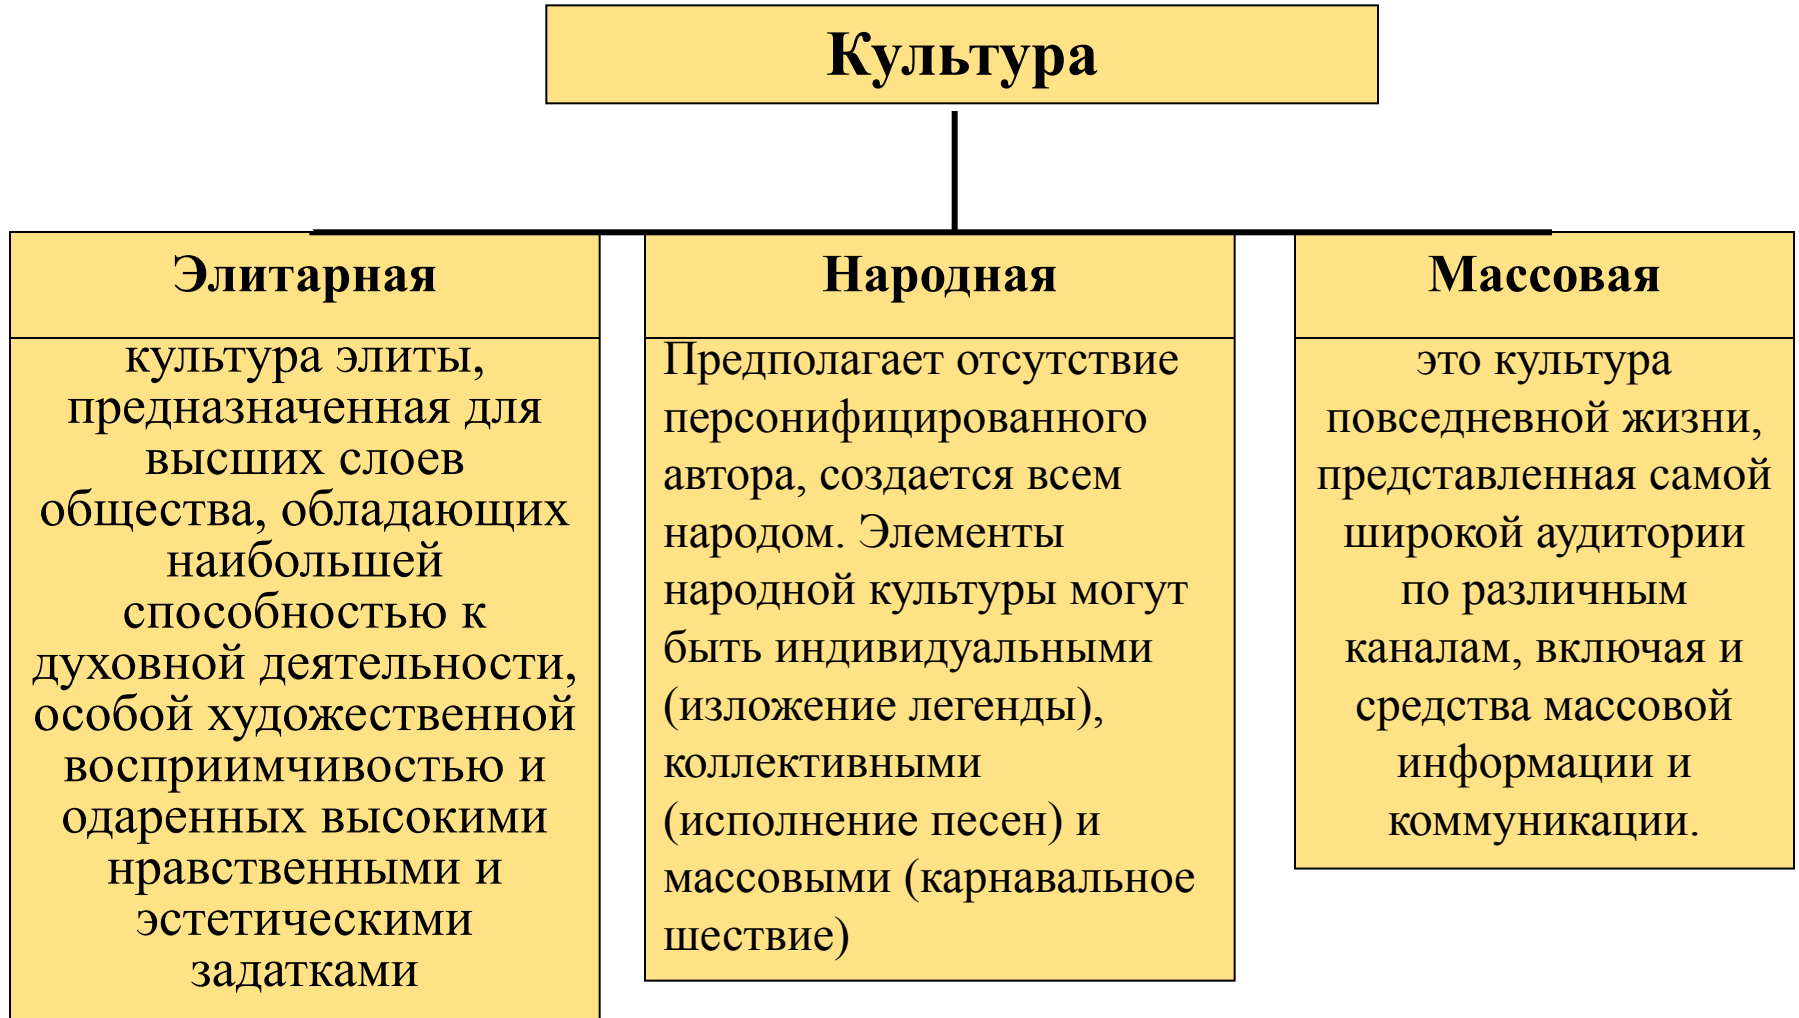 Культура
Элитарная
культура элиты,
предназначенная для
высших слоев
общества, обладающих
наибольшей
способностью к
духовной деятельности,
особой художественной
восприимчивостью и
одаренных высокими
нравственными и
эстетическими
задатками
Народная
Предполагает отсутствие
персонифицированного
автора, создается всем
народом. Элементы
народной культуры могут
быть индивидуальными
(изложение легенды),
коллективными
(исполнение песен) и
массовыми (карнавальное
шествие)
Массовая
это культура
повседневной жизни,
представленная самой
широкой аудитории
по различным
каналам, включая и
средства массовой
информации и
коммуникации.